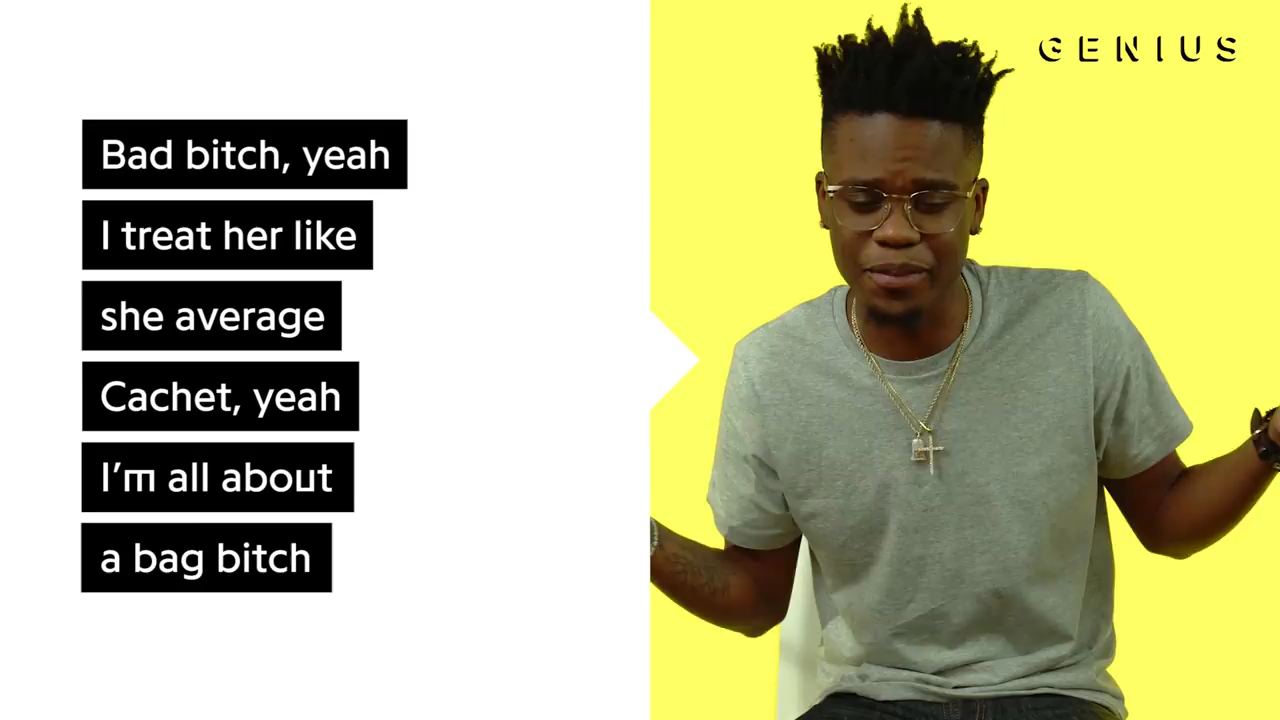 Bad bitch, yeah
I treat her like
she average
Cachet, yeah
I'm all about
a bag bitch
GENIUS